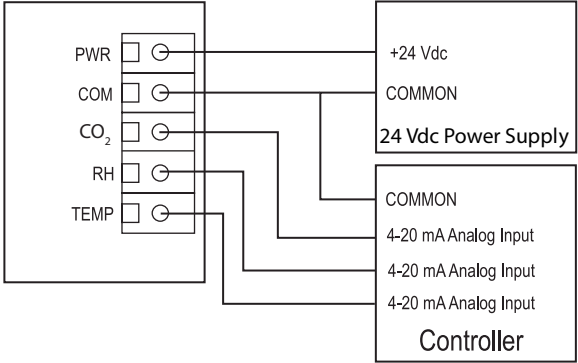 PWR
COM
CO2
RH
TEMP
+24 Vdc
COMMON
24 Vdc Power Supply
COMMON
4-20 mA Analog Input
4-20 mA Analog Input
4-20 mA Analog Input
Controller